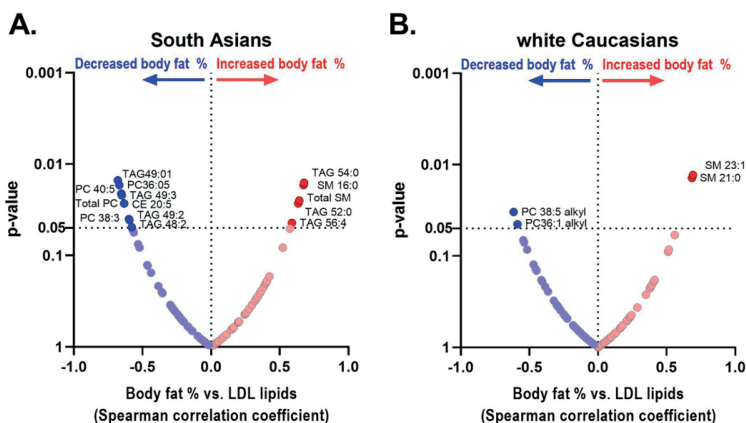 A.
South Asians
Decreased body fat %
Increased body fat %
0.001
0.01
0.05
0.1
1
p-value
TAG49:01
PC36:05
PC 40:5
TAG 49:3
Total PC
CE 20:5
PC 38:3
TAG 49:2
TAG 48:2
TAG 54:0
SM 16:0
Total SM
TAG 52:0
TAG 56:4
-1.0
-0.5
0.0
0.5
1.0
Body fat % vs. LDL lipids
(Spearman correlation coefficient)
B.
white Caucasians
Decreased body fat %
Increased body fat %
0.001
0.01
0.05
0.1
1
p-value
SM 23:1
SM 21:0
PC 38:5 alkyl
PC36:1 alkyl
-1.0
-0.5
0.0
0.5
1.0
Body fat % vs. LDL lipids
(Spearman correlation coefficient)